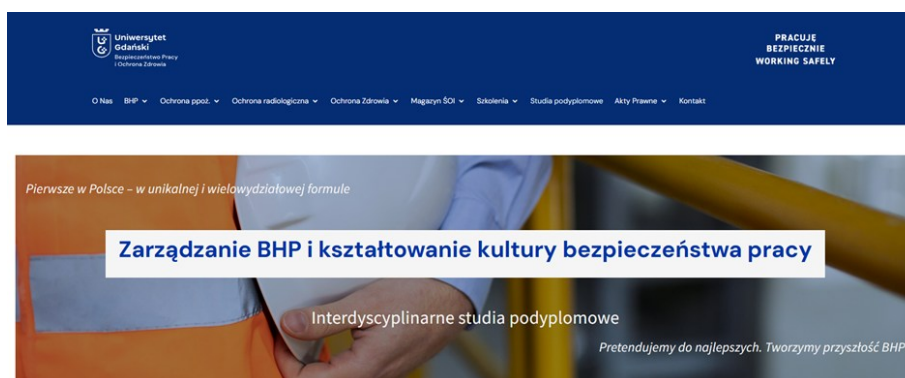 Uniwersytet
Gdański
Bezpieczeństwo Pracy
i Ochrona Zdrowia
PRACUJĘ
BEZPIECZNIE
WORKING SAFELY
O Nas BHP Ochrona ppoż. Ochrona radiologiczna Ochrona Zdrowia Magazyn ŚOI Szkolenia Studia podyplomowe Akty Prawne Kontakt
Pierwsze w Polsce – w unikalnej i wielowydziałowej formule
Zarządzanie BHP i kształtowanie kultury bezpieczeństwa pracy
Interdyscyplinarne studia podyplomowe
Pretendujemy do najlepszych. Tworzymy przyszłość BHP